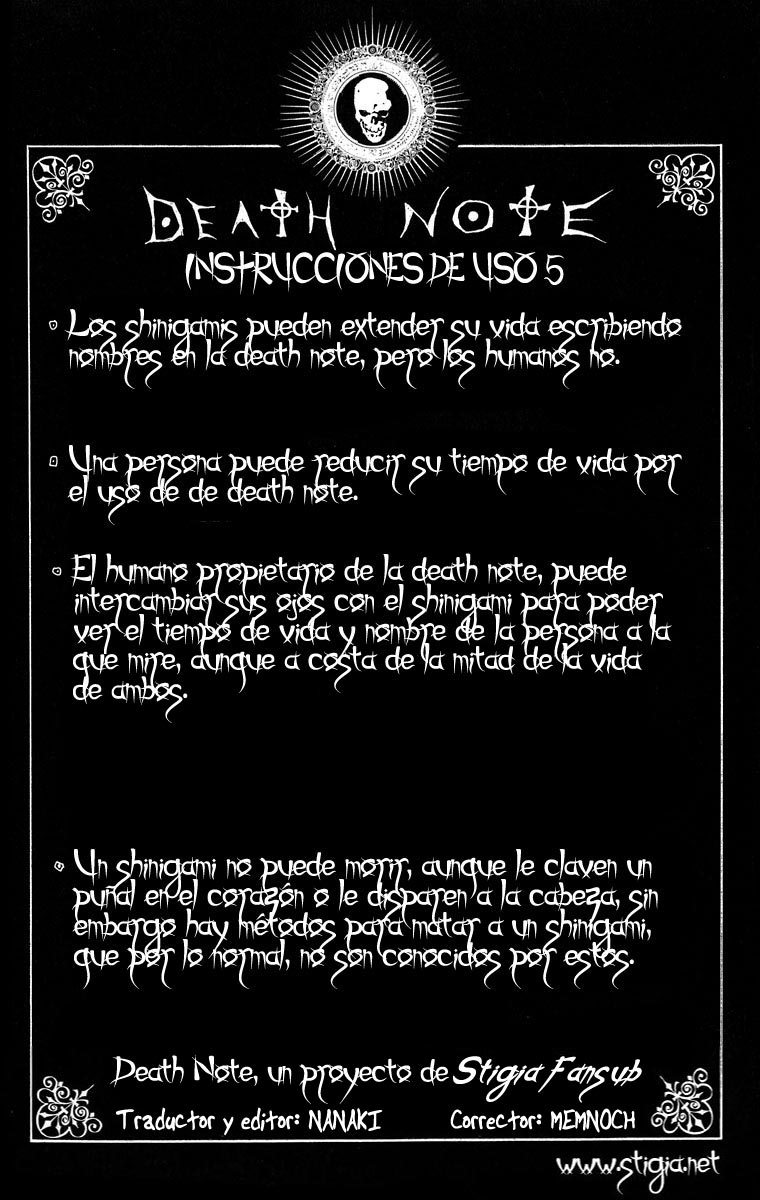 DEATH NOTE
INSTRUCCIONES DE USO 5
Los shinigamis pueden extender su vida escribiendo
nombres en la death note, pero los humanos no.
Una persona puede reducir su tiempo de vida por
el uso de de death note.
El humano propietario de la death note, puede
intercambiar sus ojos con el shinigami para poder
ver el tiempo de vida y nombre de la persona a la
que mire, aunque a costa de la mitad de la vida
de ambos.
Un shinigami no puede morir, aunque le claven un
puñal en el corazón o le disparen a la cabeza, sin
embargo hay métodos para matar a un shinigami,
que por lo normal, no son conocidos por estos.
Death Note, un proyecto de Stigia Fansub
Traductor y editor: NANAKI Corrector: MEMNOCH
www.stigia.net